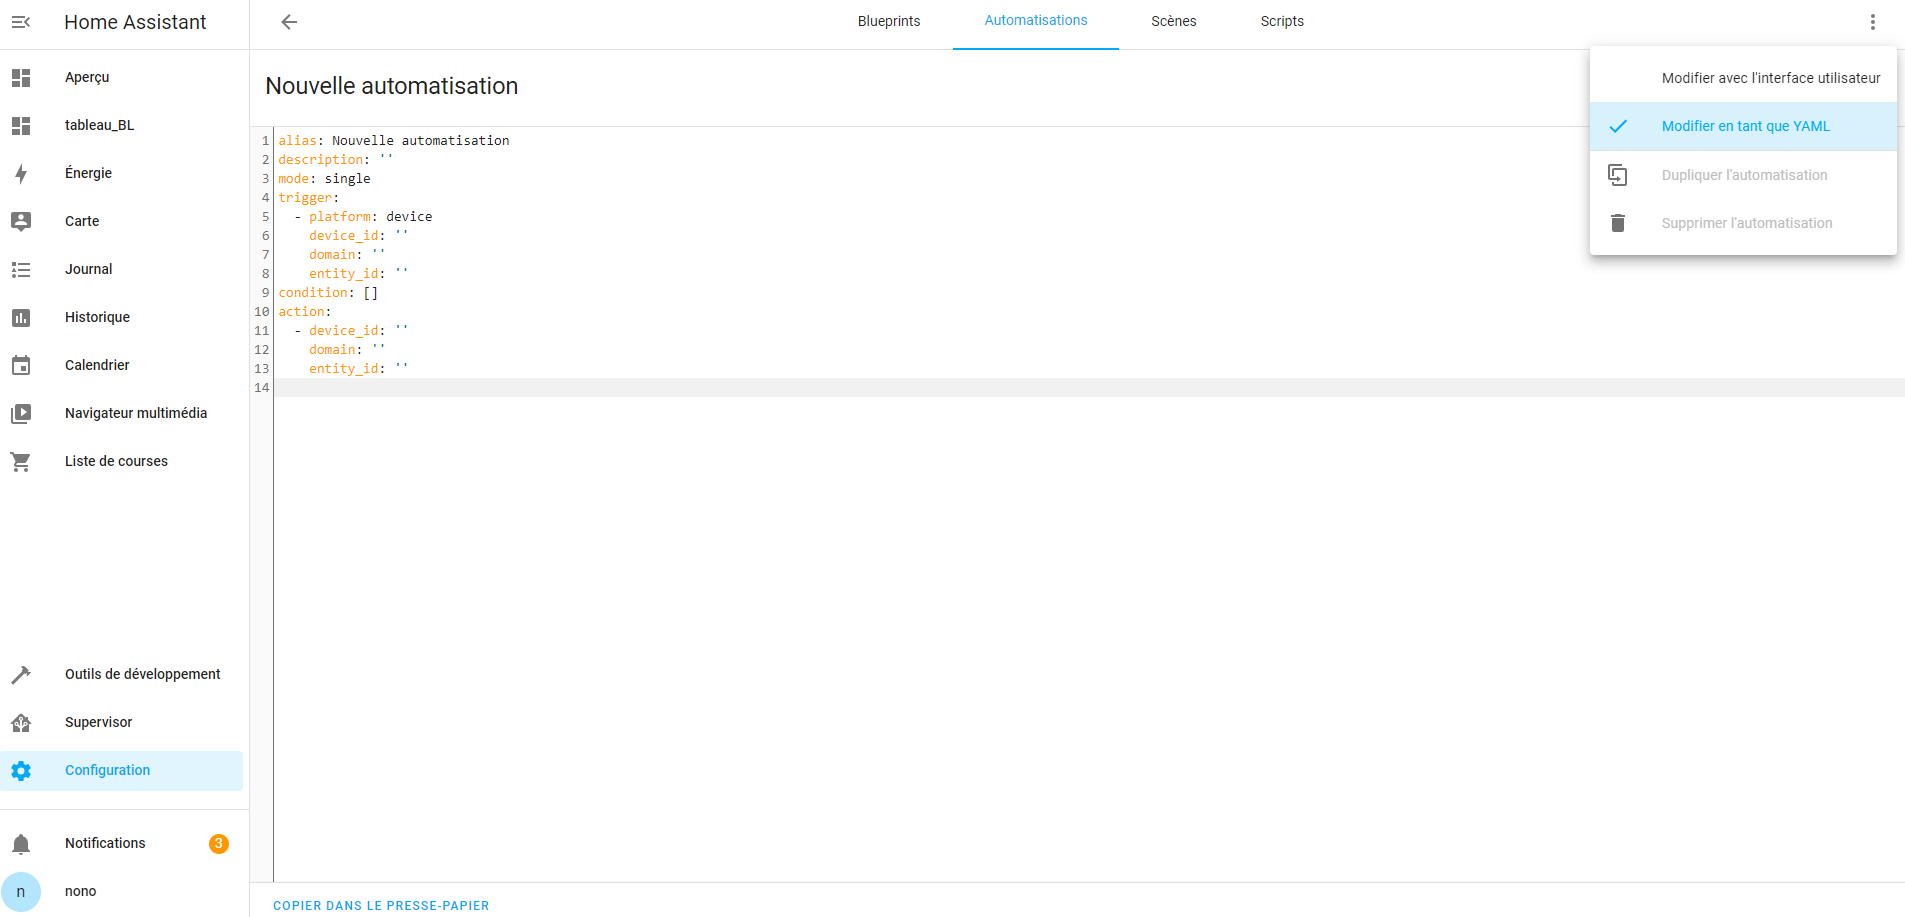 Home Assistant
Blueprints
Automatisations
Scènes
Scripts
Aperçu
tableau_BL
Énergie
Carte
Journal
Historique
Calendrier
Navigateur multimédia
Liste de courses
Outils de développement
Supervisor
Configuration
Notifications
3
n
nono
Nouvelle automatisation
1 alias: Nouvelle automatisation
2 description: ''
3 mode: single
4 trigger:
5   - platform: device
6     device_id: ''
7     domain: ''
8     entity_id: ''
9 condition: []
10 action:
11   - device_id: ''
12     domain: ''
13     entity_id: ''
14
COPIER DANS LE PRESSE-PAPIER
Modifier avec l'interface utilisateur
Modifier en tant que YAML
Dupliquer l'automatisation
Supprimer l'automatisation